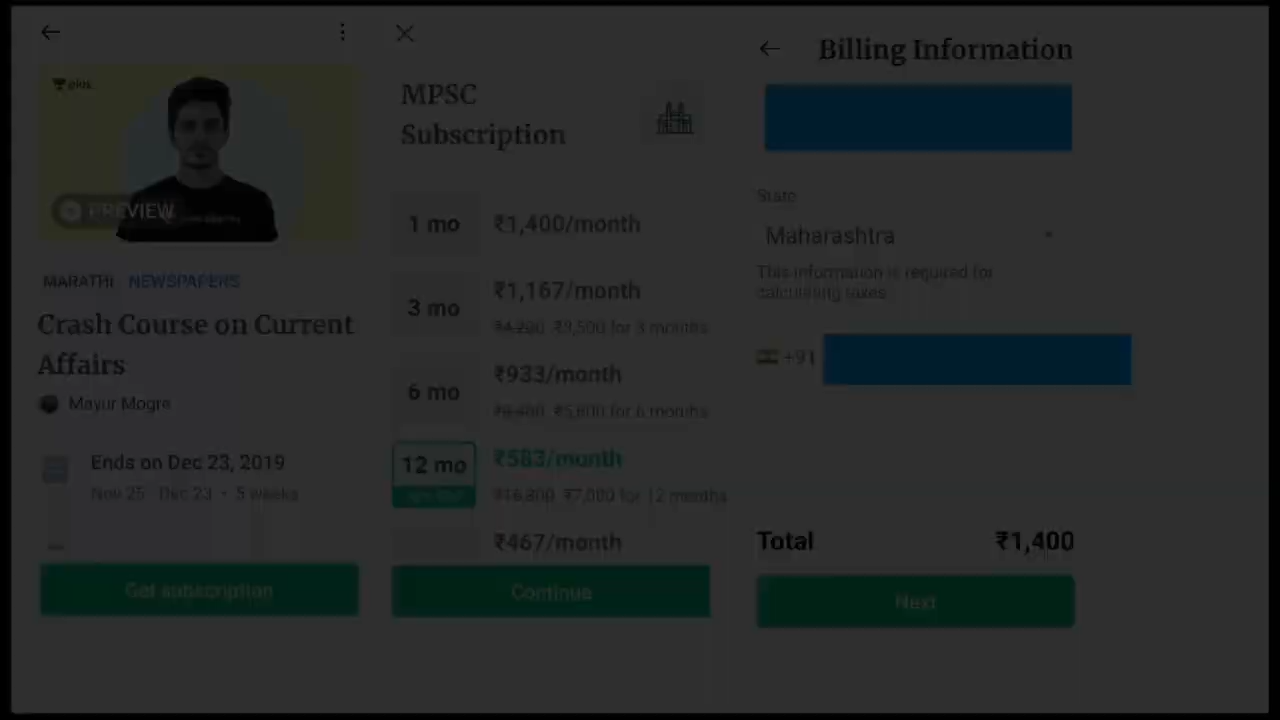 plus
PREVIEW
MARATHI NEWSPAPERS
Crash Course on Current
Affairs
Mayur Mogre
Ends on Dec 23, 2019
Nov 25 - Dec 23 • 5 weeks
Get subscription
MPSC
Subscription
1 mo ₹1,400/month
3 mo ₹1,167/month
₹4,200 ₹3,500 for 3 months
6 mo ₹933/month
₹8,400 ₹5,600 for 6 months
12 mo ₹583/month
₹16,800 ₹7,000 for 12 months
₹467/month
Continue
Billing Information
State
Maharashtra
This information is required for
calculating taxes
+91
Total ₹1,400
Next